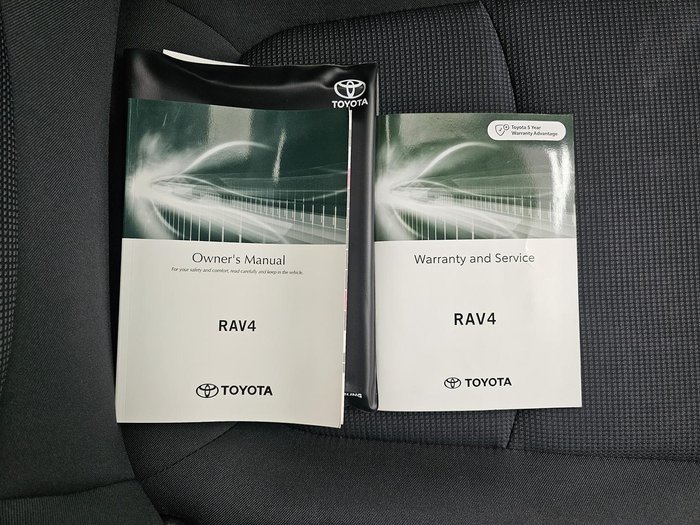 TOYOTA
Owner's Manual
For your safety and comfort, read carefully and keep in the vehicle.
RAV4
TOYOTA
Toyota 5 Year
Warranty Advantage
Warranty and Service
RAV4
TOYOTA